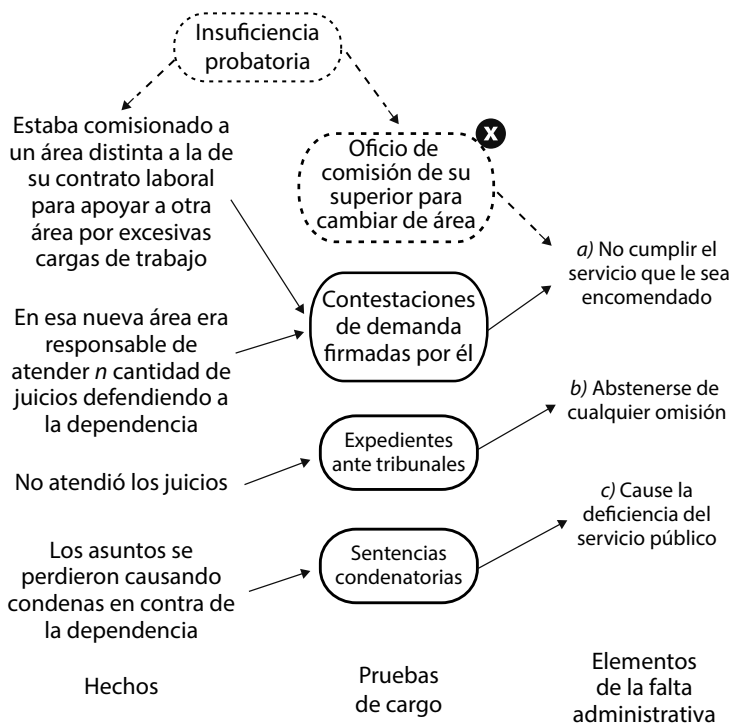 Insuficiencia
probatoria
Estaba comisionado a
un área distinta a la de
su contrato laboral
para apoyar a otra
área por excesivas
cargas de trabajo
X
Oficio de
comisión de su
superior para
cambiar de área
a) No cumplir el
servicio que le sea
encomendado
Contestaciones
de demanda
firmadas por él
En esa nueva área era
responsable de
atender n cantidad de
juicios defendiendo a
la dependencia
b) Abstenerse de
cualquier omisión
Expedientes
ante tribunales
No atendió los juicios
c) Cause la
deficiencia del
servicio público
Los asuntos se
perdieron causando
condenas en contra de
la dependencia
Sentencias
condenatorias
Hechos
Pruebas
de cargo
Elementos
de la falta
administrativa